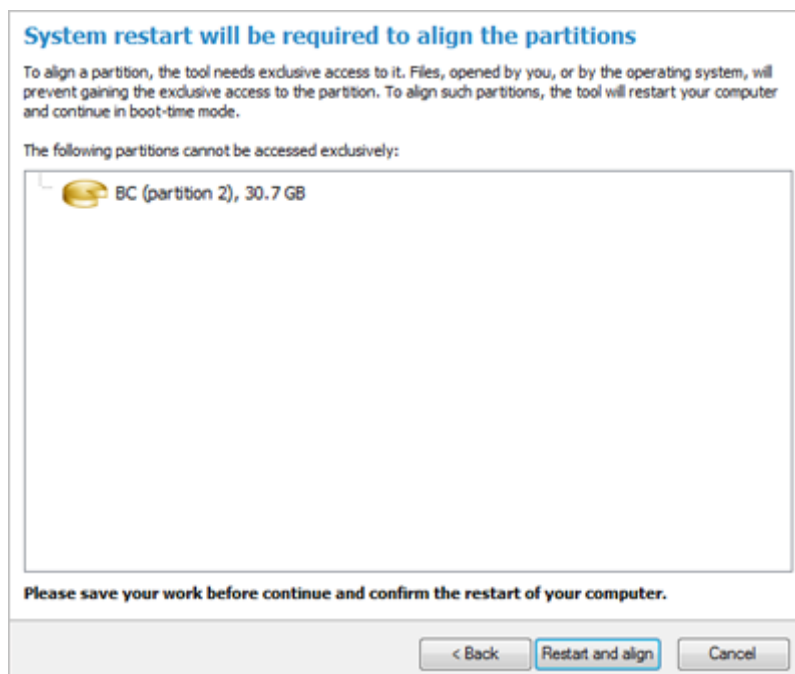 System restart will be required to align the partitions
To align a partition, the tool needs exclusive access to it. Files, opened by you, or by the operating system, will
prevent gaining the exclusive access to the partition. To align such partitions, the tool will restart your computer
and continue in boot-time mode.
The following partitions cannot be accessed exclusively:
BC (partition 2), 30.7 GB
Please save your work before continue and confirm the restart of your computer.
< Back Restart and align Cancel